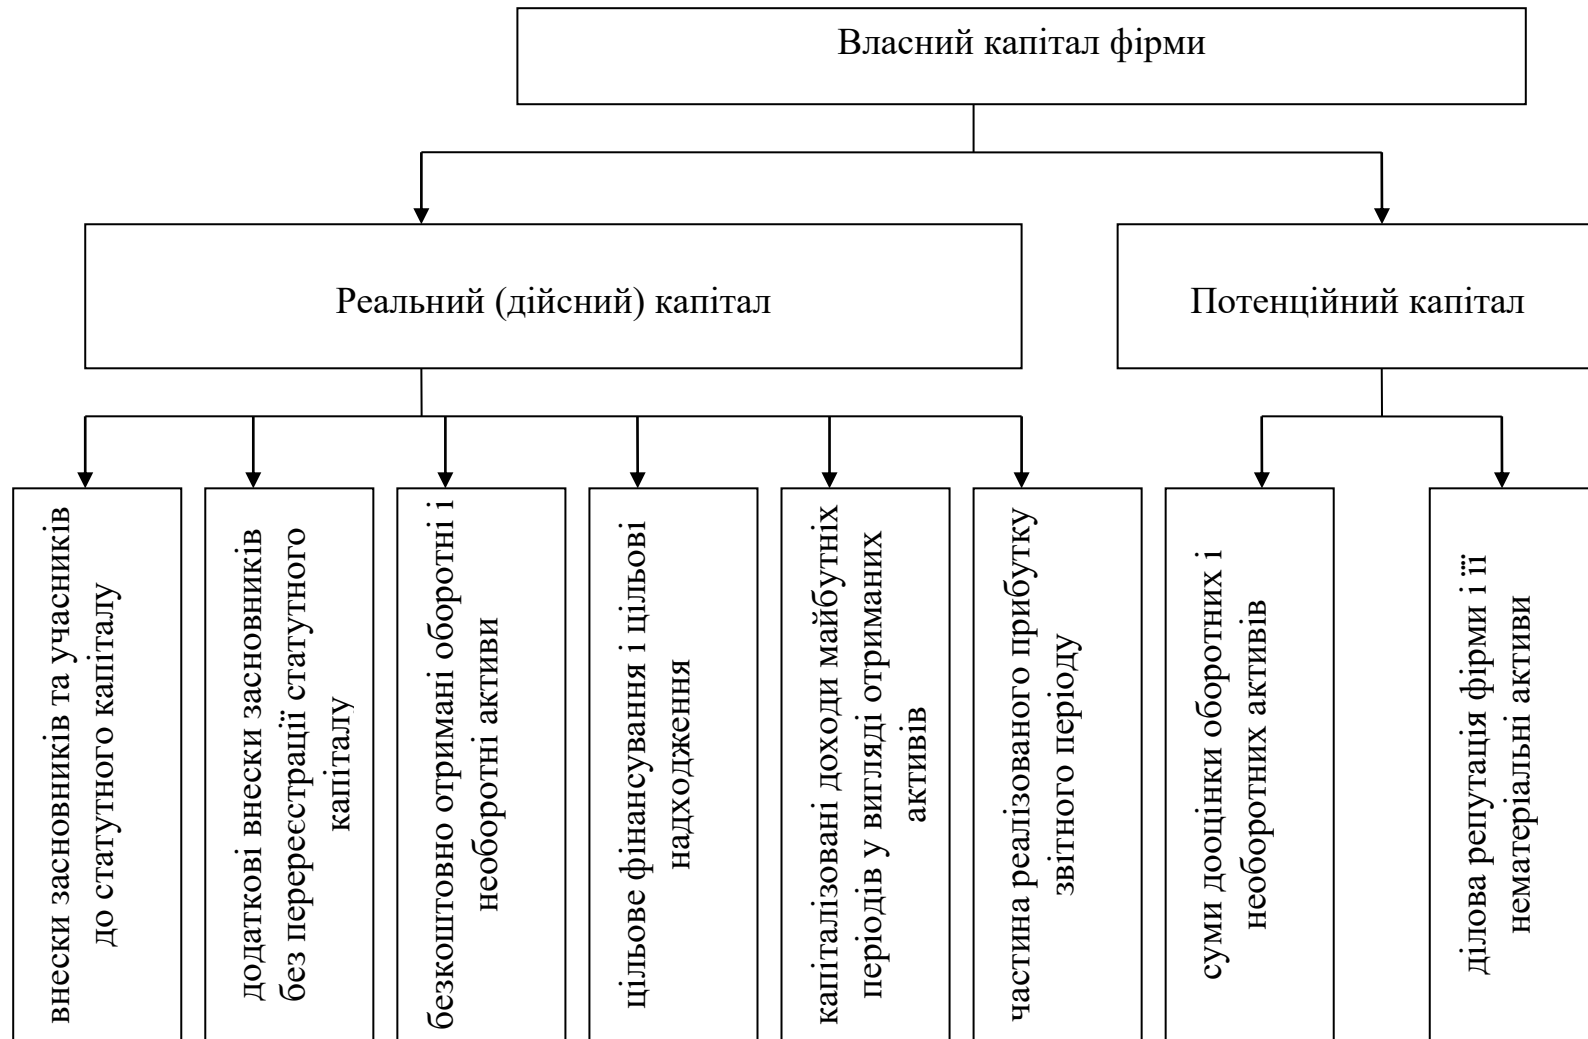 Власний капітал фірми
Реальний (дійсний) капітал
Потенційний капітал
внески засновників та учасників
до статутного капіталу
додаткові внески засновників
без перереєстрації статутного
капіталу
безкоштовно отримані оборотні і
необоротні активи
цільове фінансування і цільові
надходження
капіталізовані доходи майбутніх
періодів у вигляді отриманих
активів
частина реалізованого прибутку
звітного періоду
суми дооцінки оборотних і
необоротних активів
ділова репутація фірми і її
нематеріальні активи